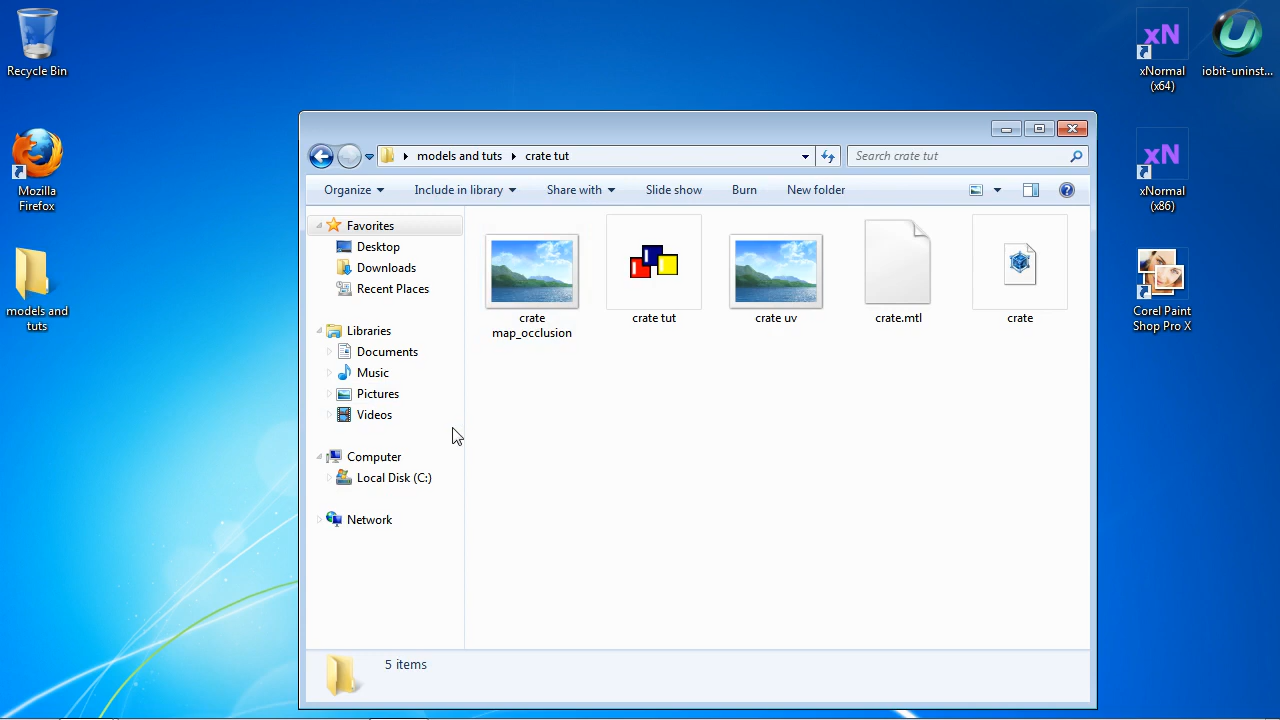 Recycle Bin
Mozilla
Firefox
models and
tuts
xN
xNormal
(x64)
iobit-uninst...
xN
xNormal
(x86)
Corel Paint
Shop Pro X
models and tuts
crate tut
Search crate tut
Organize
Include in library
Share with
Slide show
Burn
New folder
Favorites
Desktop
Downloads
Recent Places
Libraries
Documents
Music
Pictures
Videos
Computer
Local Disk (C:)
Network
crate
map_occlusion
crate tut
crate uv
crate.mtl
crate
5 items